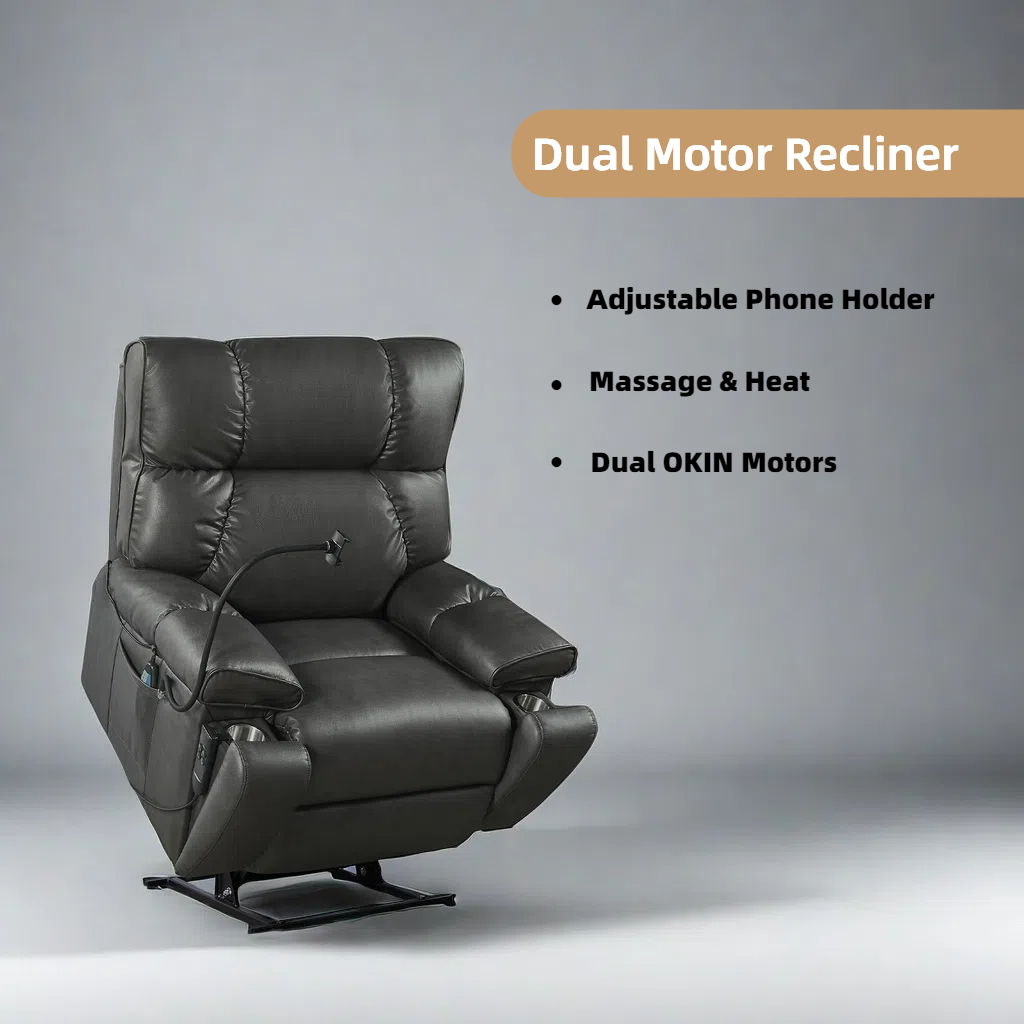 Dual Motor Recliner
• Adjustable Phone Holder
• Massage & Heat
• Dual OKIN Motors